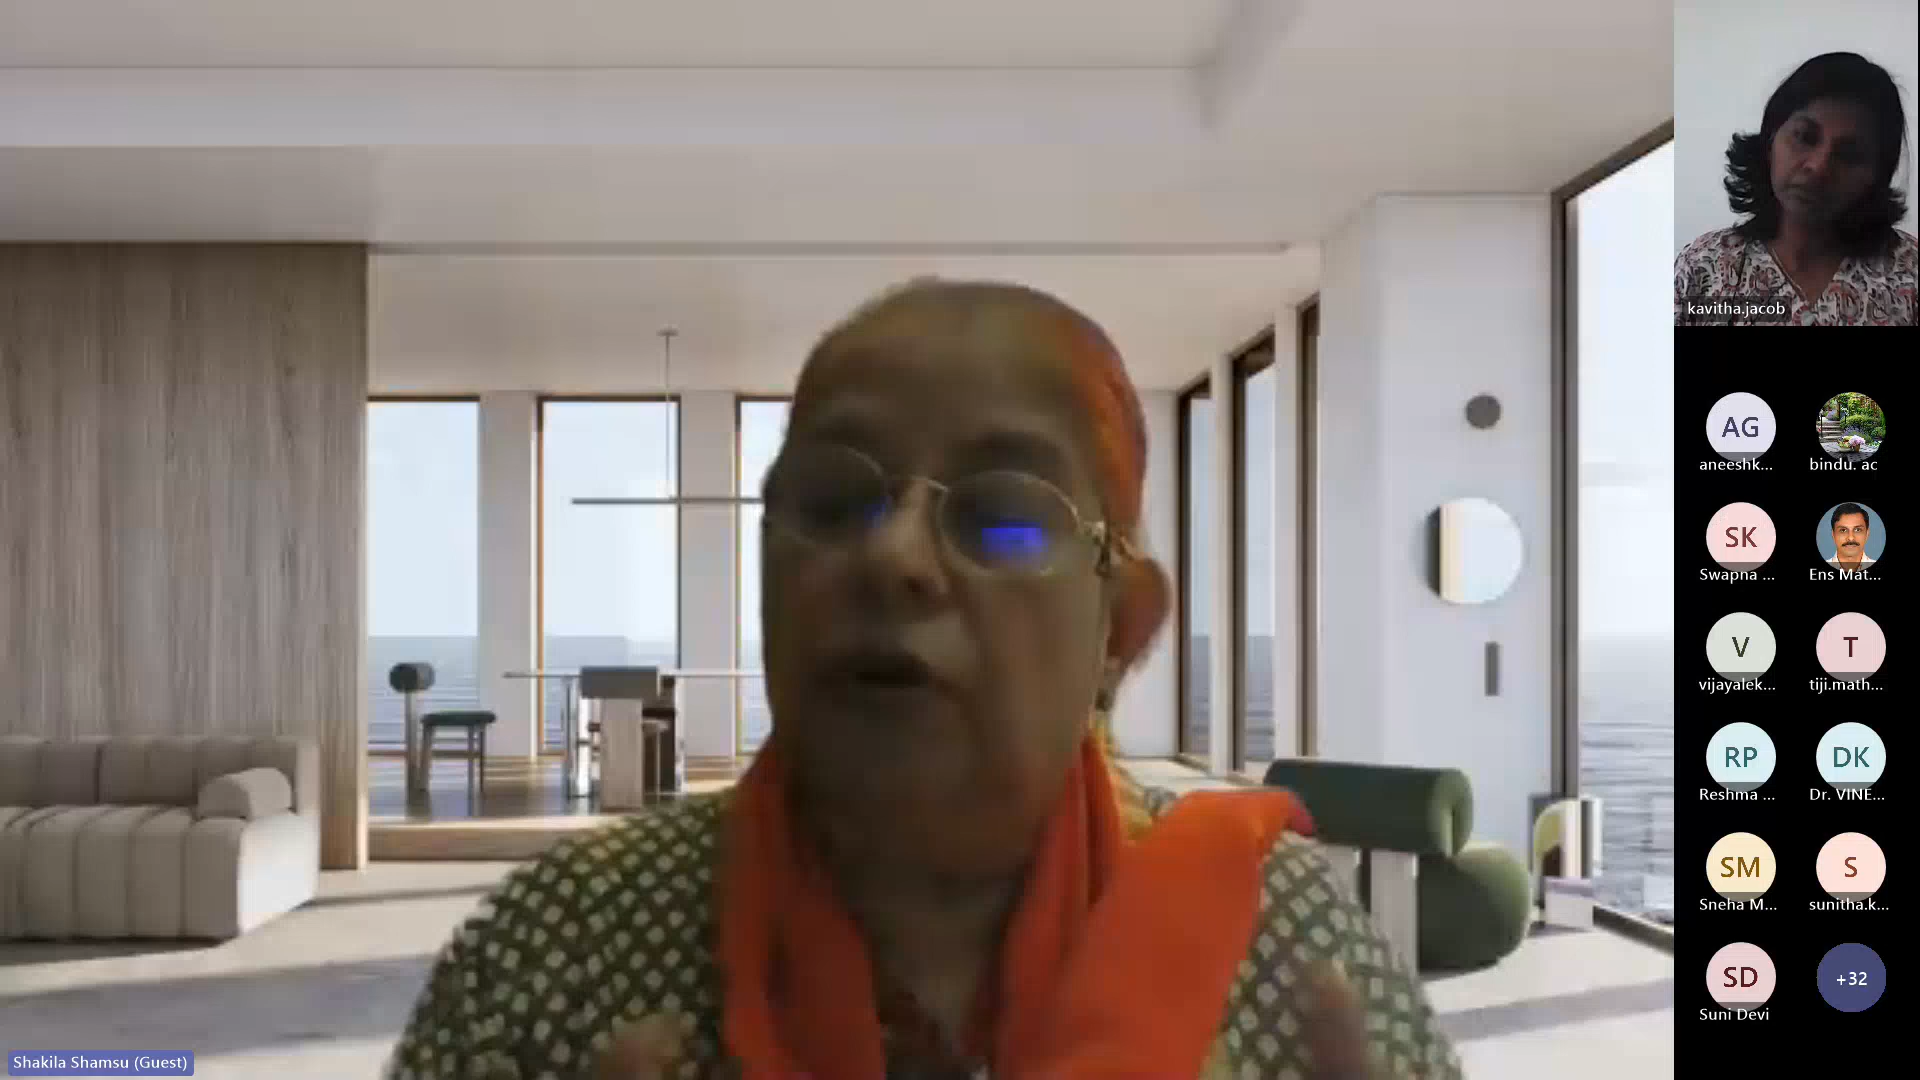 kavitha.jacob
AG
aneeshk...
bindu. ac
SK
Swapna ...
Ens Mat...
V
vijayalek...
T
tiji.math...
RP
Reshma ...
DK
Dr. VINE...
SM
Sneha M...
S
sunitha.k...
SD
Suni Devi
+32
Shakila Shamsu (Guest)